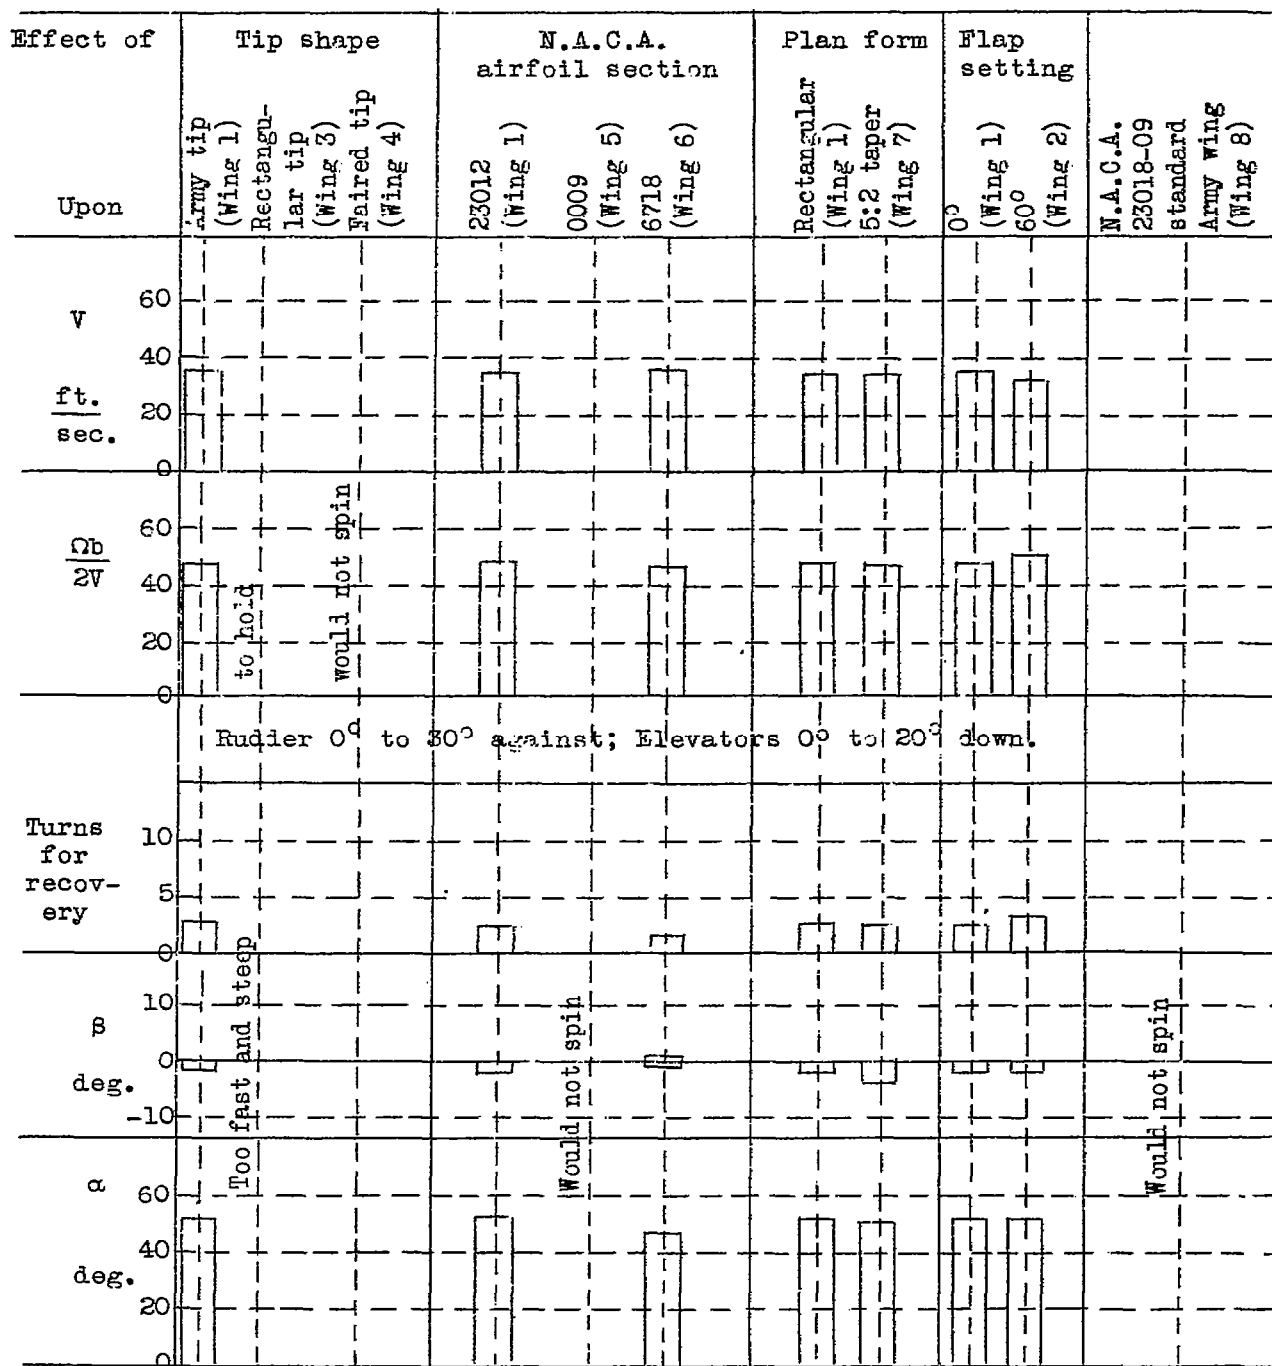 Effect of
Tip shape
N.A.C.A.
airfoil section
Plan form
Flap
setting
Upon
Army tip
(Wing 1)
Rectangu-
lar tip
(Wing 3)
Faired tip
(Wing 4)
23012
(Wing 1)
0009
(Wing 5)
6718
(Wing 6)
Rectangular
(Wing 1)
5:2 taper
(Wing 7)
0°
(Wing 1)
60°
(Wing 2)
N.A.C.A.
23018-09
standard
Army wing
(Wing 8)
V
ft.
sec.
60
40
20
0
Ωb
2V
60
40
20
0
to hold
would not spin
Rudder 0° to 30° against; Elevators 0° to 20° down.
Turns
for
recov-
ery
10
5
0
β
deg.
10
0
-10
Too fast and steep
Would not spin
Would not spin
α
deg.
60
40
20
0